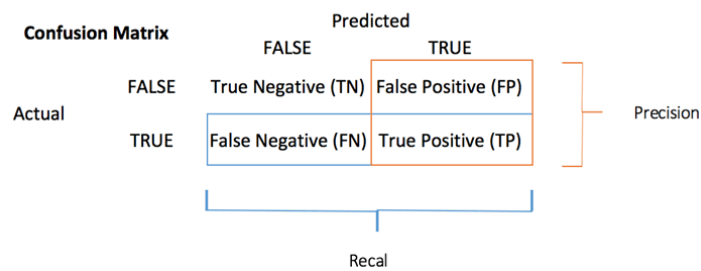 Confusion Matrix
Predicted
FALSE TRUE
FALSE True Negative (TN) False Positive (FP)
Actual
Precision
TRUE False Negative (FN) True Positive (TP)
Recal